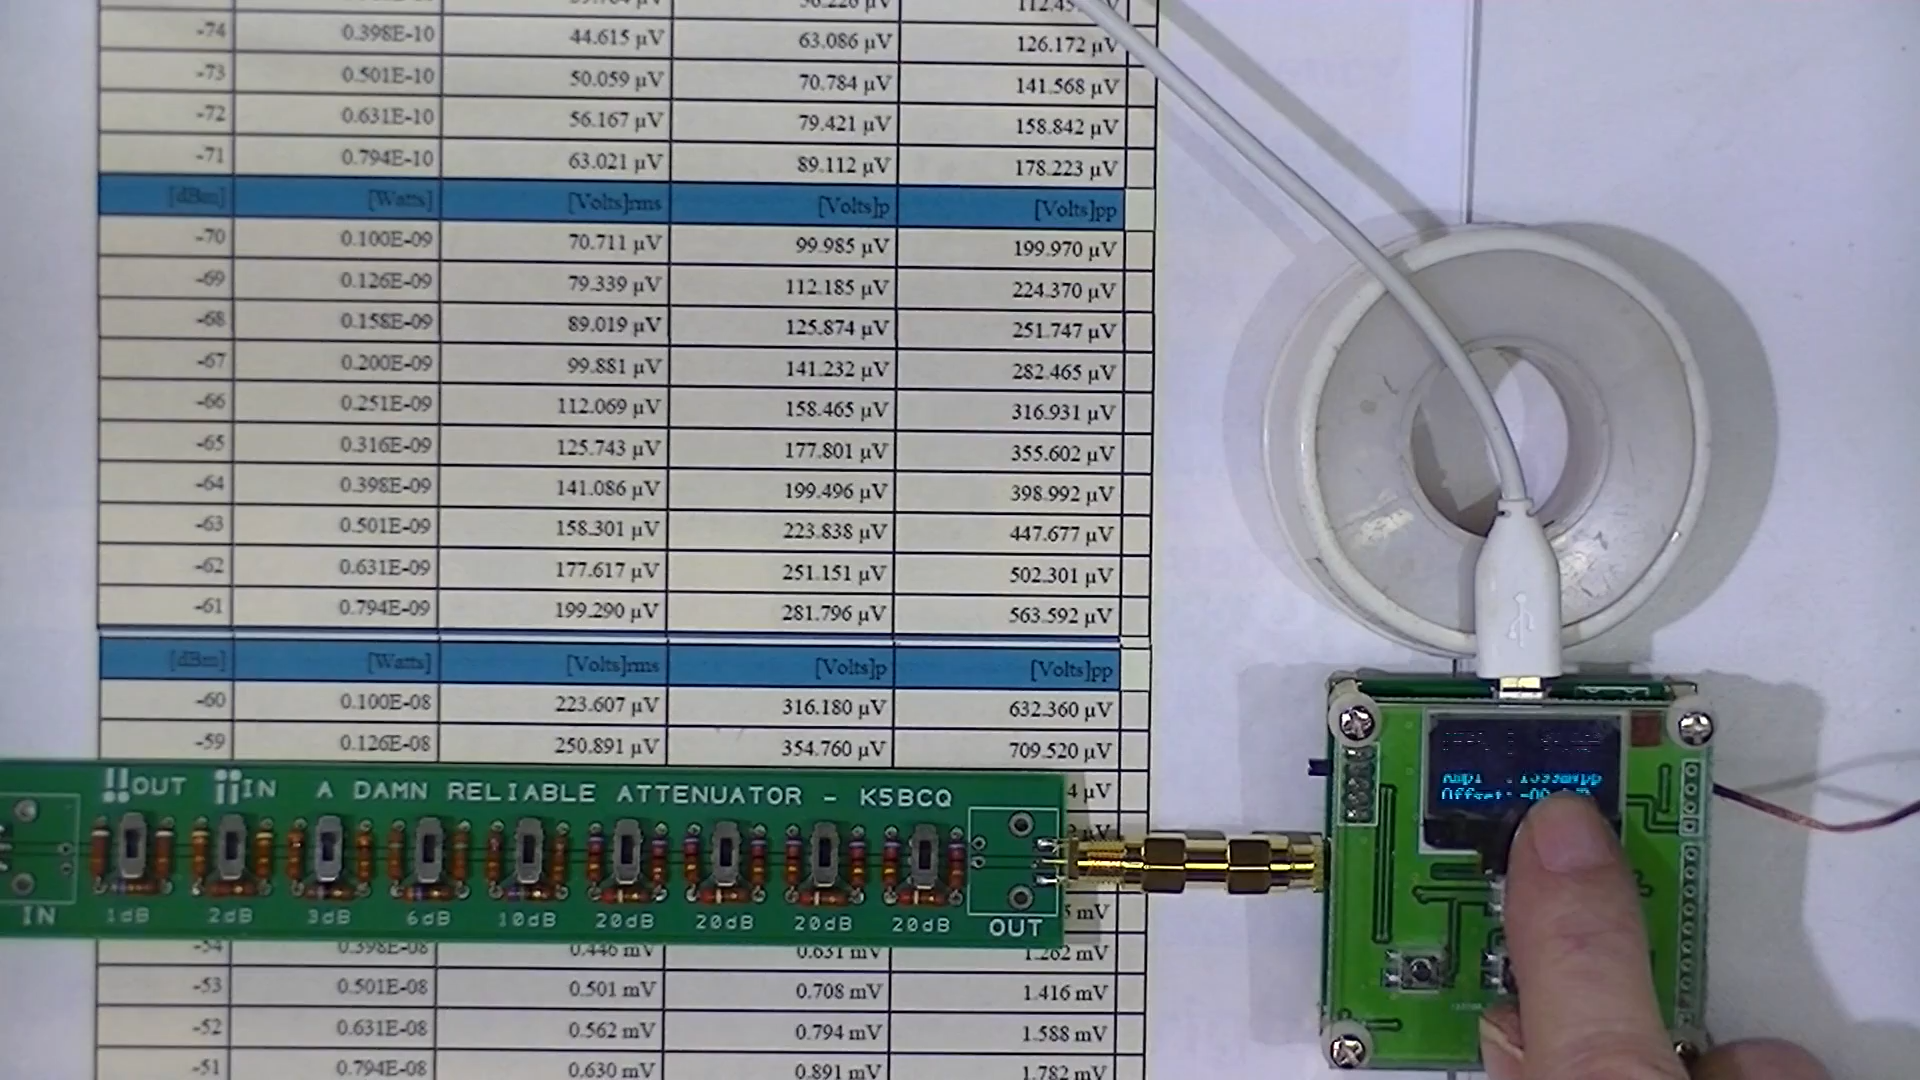 -74 0.398E-10 44.615 µV 63.086 µV 126.172 µV
-73 0.501E-10 50.059 µV 70.784 µV 141.568 µV
-72 0.631E-10 56.167 µV 79.421 µV 158.842 µV
-71 0.794E-10 63.021 µV 89.112 µV 178.223 µV
[dBm] [Watts] [Volts]rms [Volts]p [Volts]pp
-70 0.100E-09 70.711 µV 99.985 µV 199.970 µV
-69 0.126E-09 79.339 µV 112.185 µV 224.370 µV
-68 0.158E-09 89.019 µV 125.874 µV 251.747 µV
-67 0.200E-09 99.881 µV 141.232 µV 282.465 µV
-66 0.251E-09 112.069 µV 158.465 µV 316.931 µV
-65 0.316E-09 125.743 µV 177.801 µV 355.602 µV
-64 0.398E-09 141.086 µV 199.496 µV 398.992 µV
-63 0.501E-09 158.301 µV 223.838 µV 447.677 µV
-62 0.631E-09 177.617 µV 251.151 µV 502.301 µV
-61 0.794E-09 199.290 µV 281.796 µV 563.592 µV
[dBm] [Watts] [Volts]rms [Volts]p [Volts]pp
-60 0.100E-08 223.607 µV 316.180 µV 632.360 µV
-59 0.126E-08 250.891 µV 354.760 µV 709.520 µV
OUT IN A DAMN RELIABLE ATTENUATOR - K5BCQ
IN 1dB 2dB 3dB 6dB 10dB 20dB 20dB 20dB 20dB OUT
-54 0.398E-08 0.446 mV 0.631 mV 1.262 mV
-53 0.501E-08 0.501 mV 0.708 mV 1.416 mV
-52 0.631E-08 0.562 mV 0.794 mV 1.588 mV
-51 0.794E-08 0.630 mV 0.891 mV 1.782 mV
Offset: